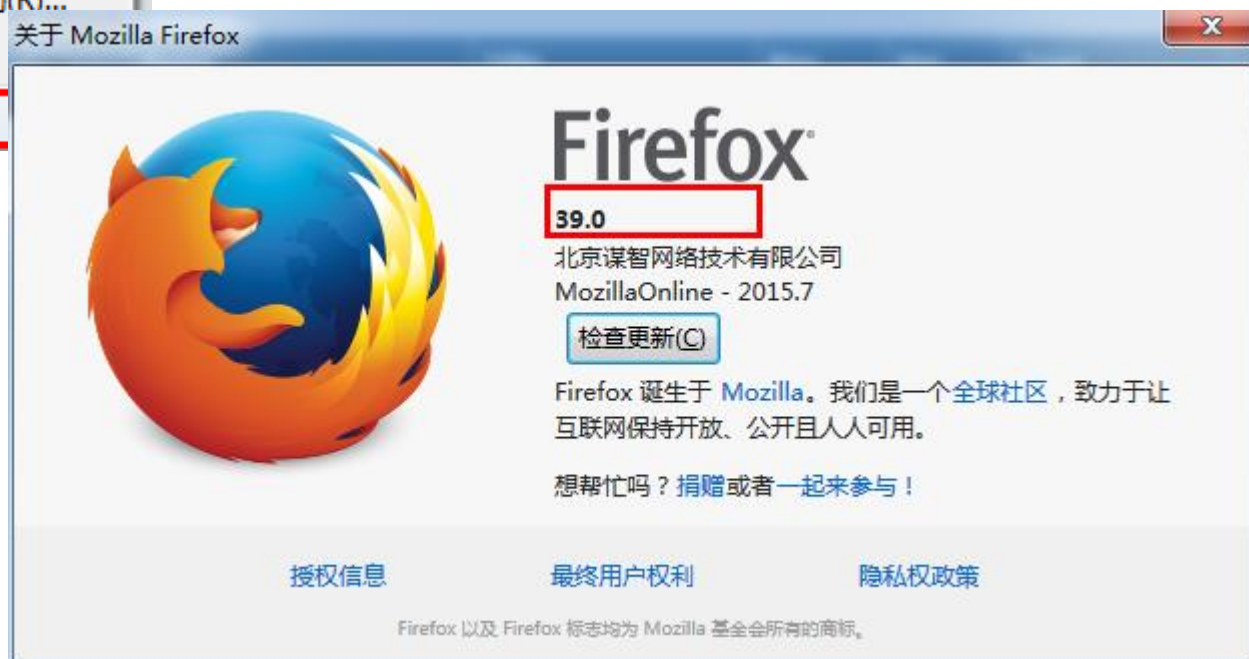 关于 Mozilla Firefox
Firefox
39.0
北京谋智网络技术有限公司
MozillaOnline - 2015.7
检查更新(C)
Firefox 诞生于 Mozilla。我们是一个全球社区，致力于让
互联网保持开放、公开且人人可用。
想帮忙吗？捐赠或者一起来参与！
授权信息 最终用户权利 隐私权政策
Firefox 以及 Firefox 标志均为 Mozilla 基金会所有的商标。